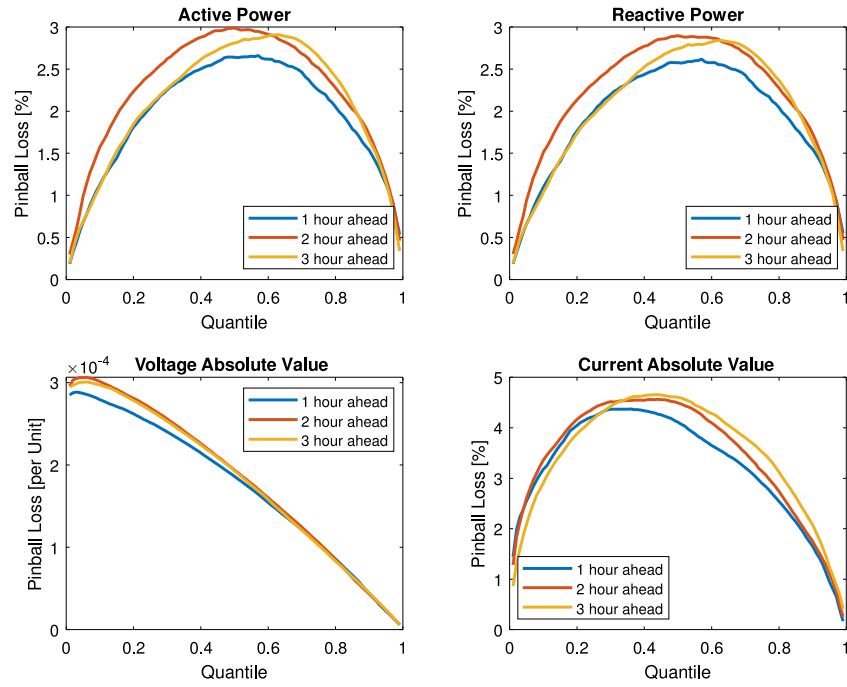 Active Power
Pinball Loss [%]
3
2.5
2
1.5
1
0.5
0
0 0.2 0.4 0.6 0.8 1
Quantile
1 hour ahead
2 hour ahead
3 hour ahead
Reactive Power
Pinball Loss [%]
3
2.5
2
1.5
1
0.5
0
0 0.2 0.4 0.6 0.8 1
Quantile
1 hour ahead
2 hour ahead
3 hour ahead
Voltage Absolute Value
×10⁻⁴
Pinball Loss [per Unit]
3
2
1
0
0 0.2 0.4 0.6 0.8 1
Quantile
1 hour ahead
2 hour ahead
3 hour ahead
Current Absolute Value
Pinball Loss [%]
5
4
3
2
1
0
0 0.2 0.4 0.6 0.8 1
Quantile
1 hour ahead
2 hour ahead
3 hour ahead